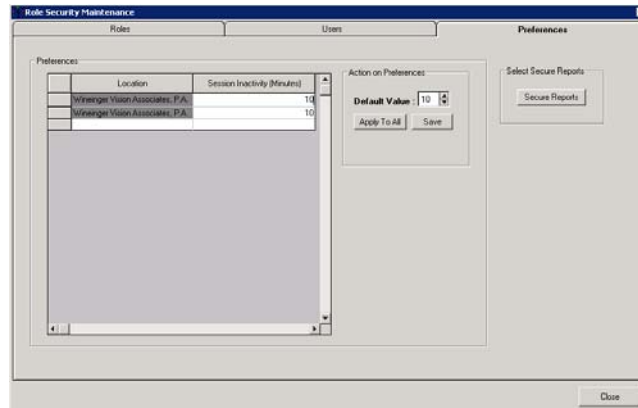 Role Security Maintenance
Roles
Users
Preferences
Preferences
Location Session Inactivity (Minutes)
Wineinger Vision Associates, P.A. 10
Wineinger Vision Associates, P.A. 10
Action on Preferences
Default Value : 10
Apply To All Save
Select Secure Reports
Secure Reports
Close